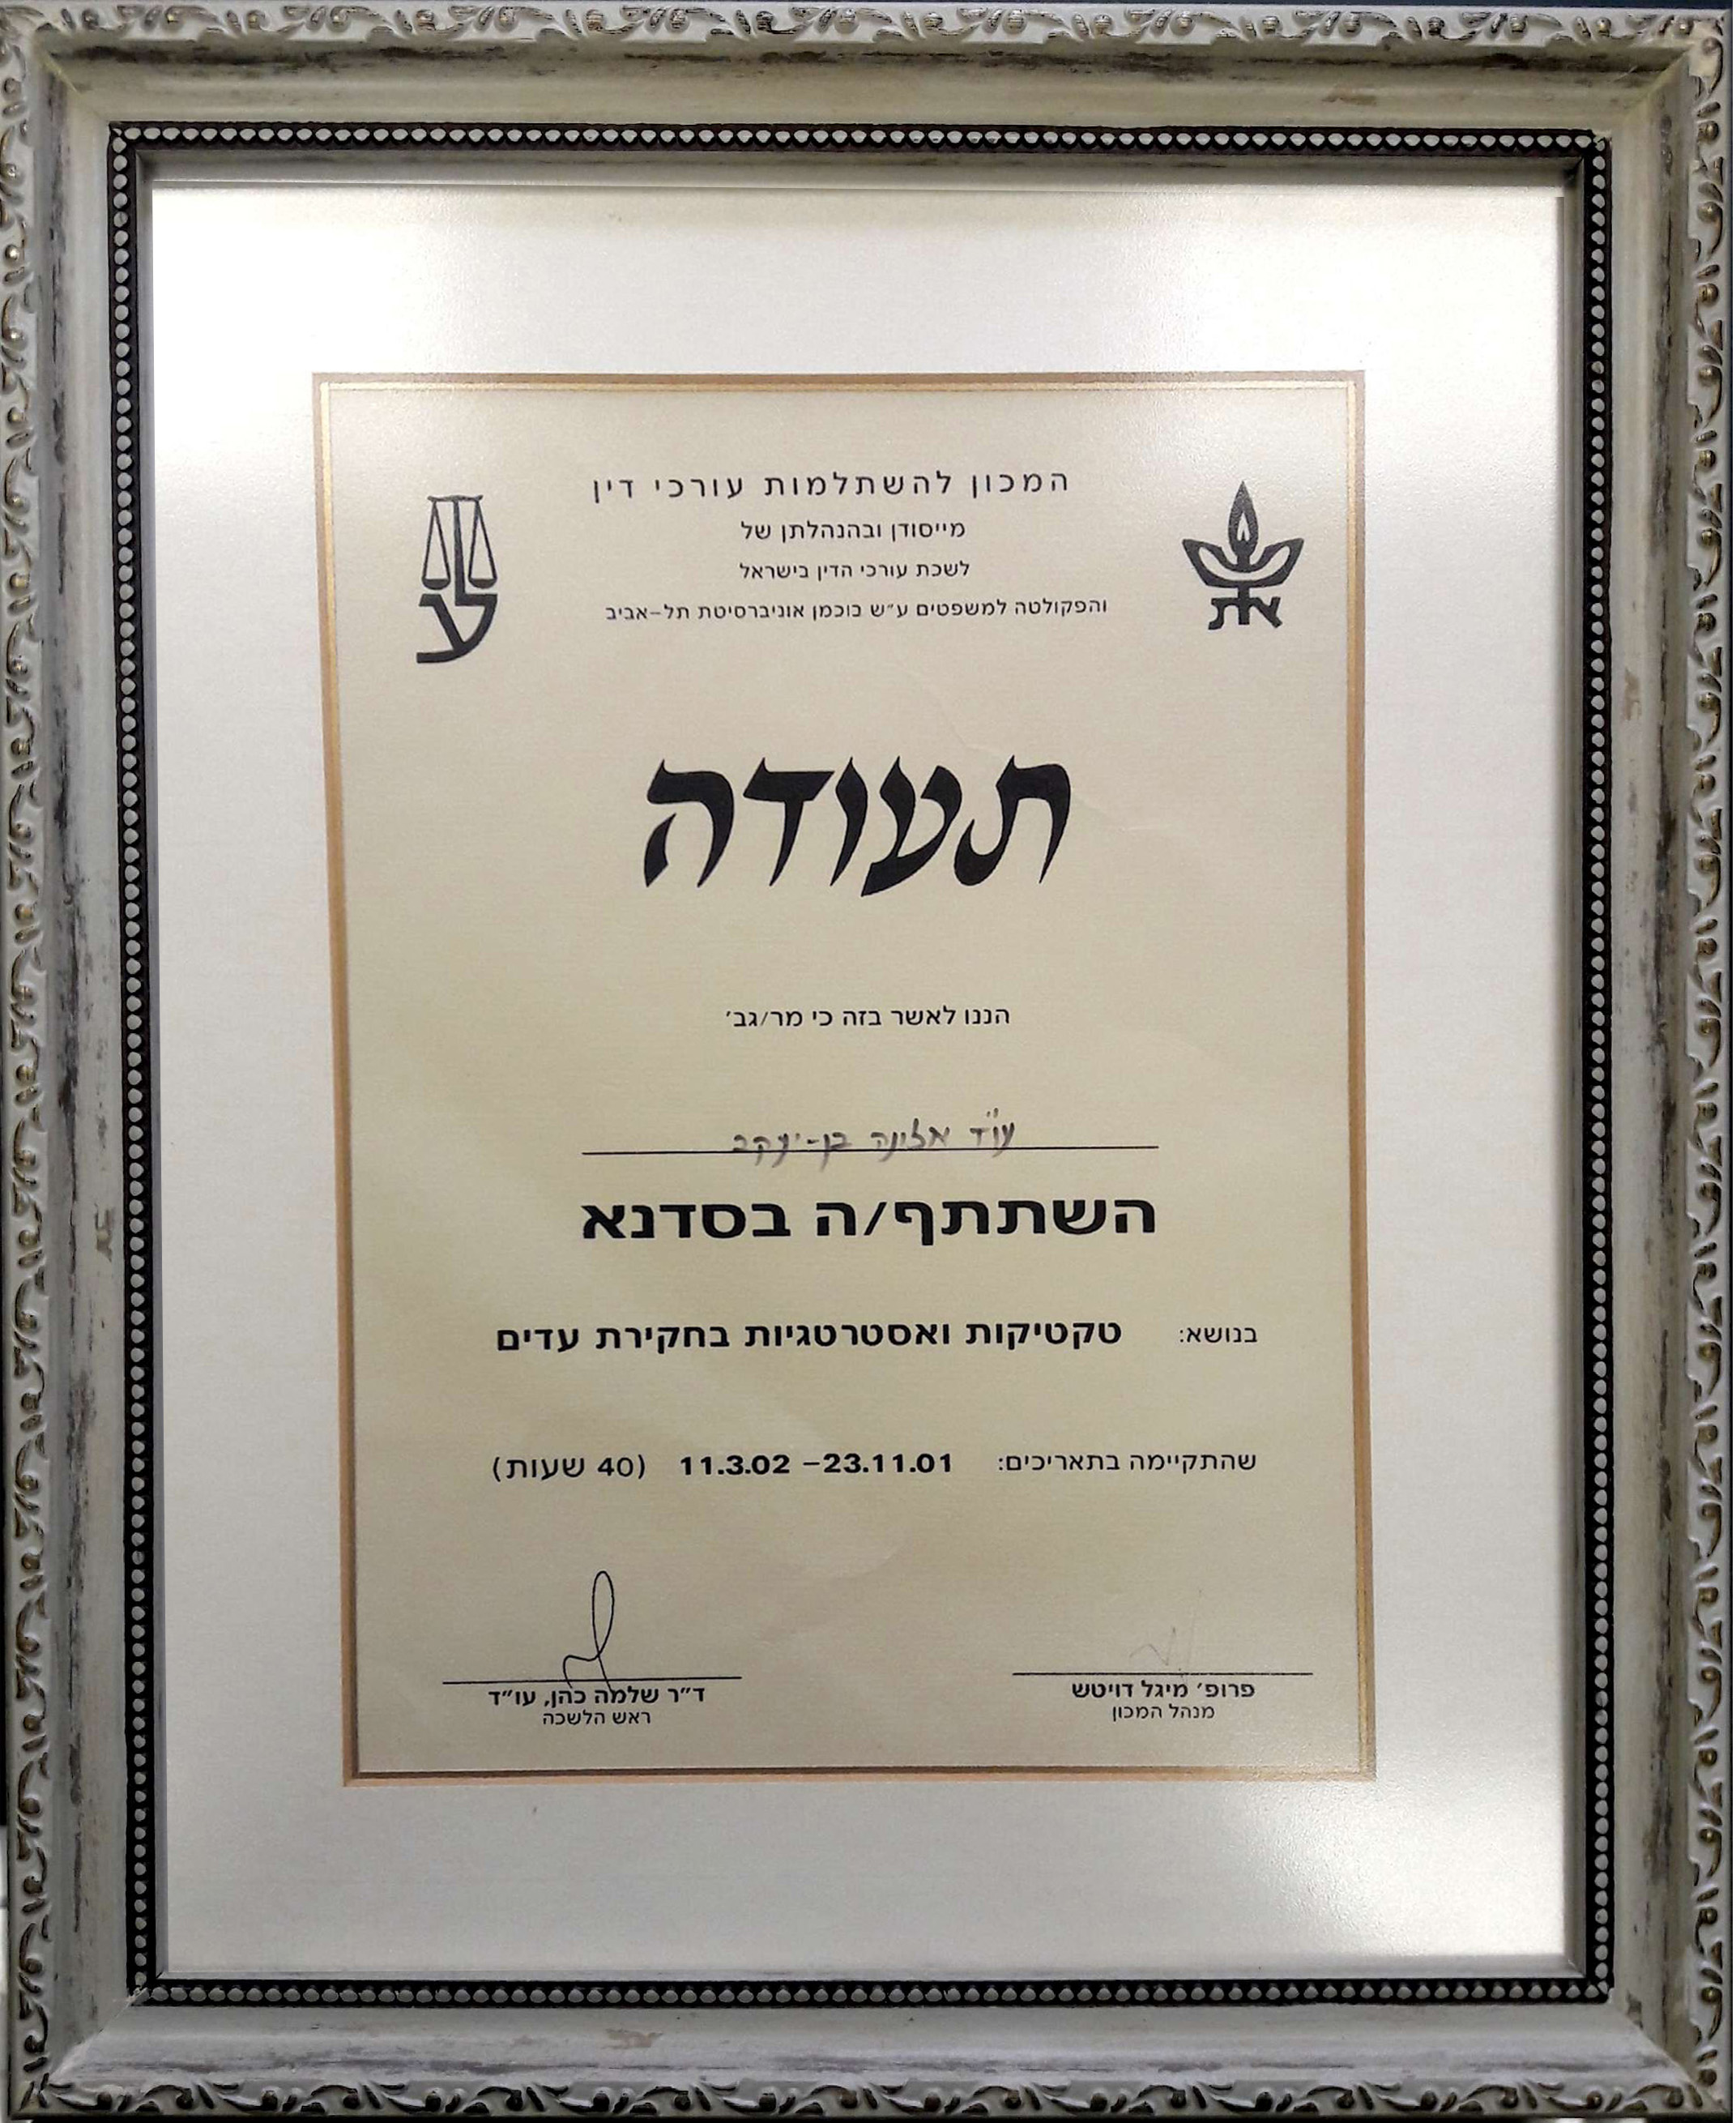 המכון להשתלמות עורכי דין
מייסודן ובהנהלתן של
לשכת עורכי הדין בישראל
והפקולטה למשפטים ע״ש בוכמן אוניברסיטת תל–אביב
תעודה
הננו לאשר בזה כי מר/גב׳
עו"ד בן-יעקב
השתתף/ה בסדנא
בנושא: טקטיקות ואסטרטגיות בחקירת עדים
שהתקיימה בתאריכים: 23.11.01– 11.3.02 (40 שעות)
פרופ׳ מיגל דויטש
מנהל המכון
ד״ר שלמה כהן, עו״ד
ראש הלשכה